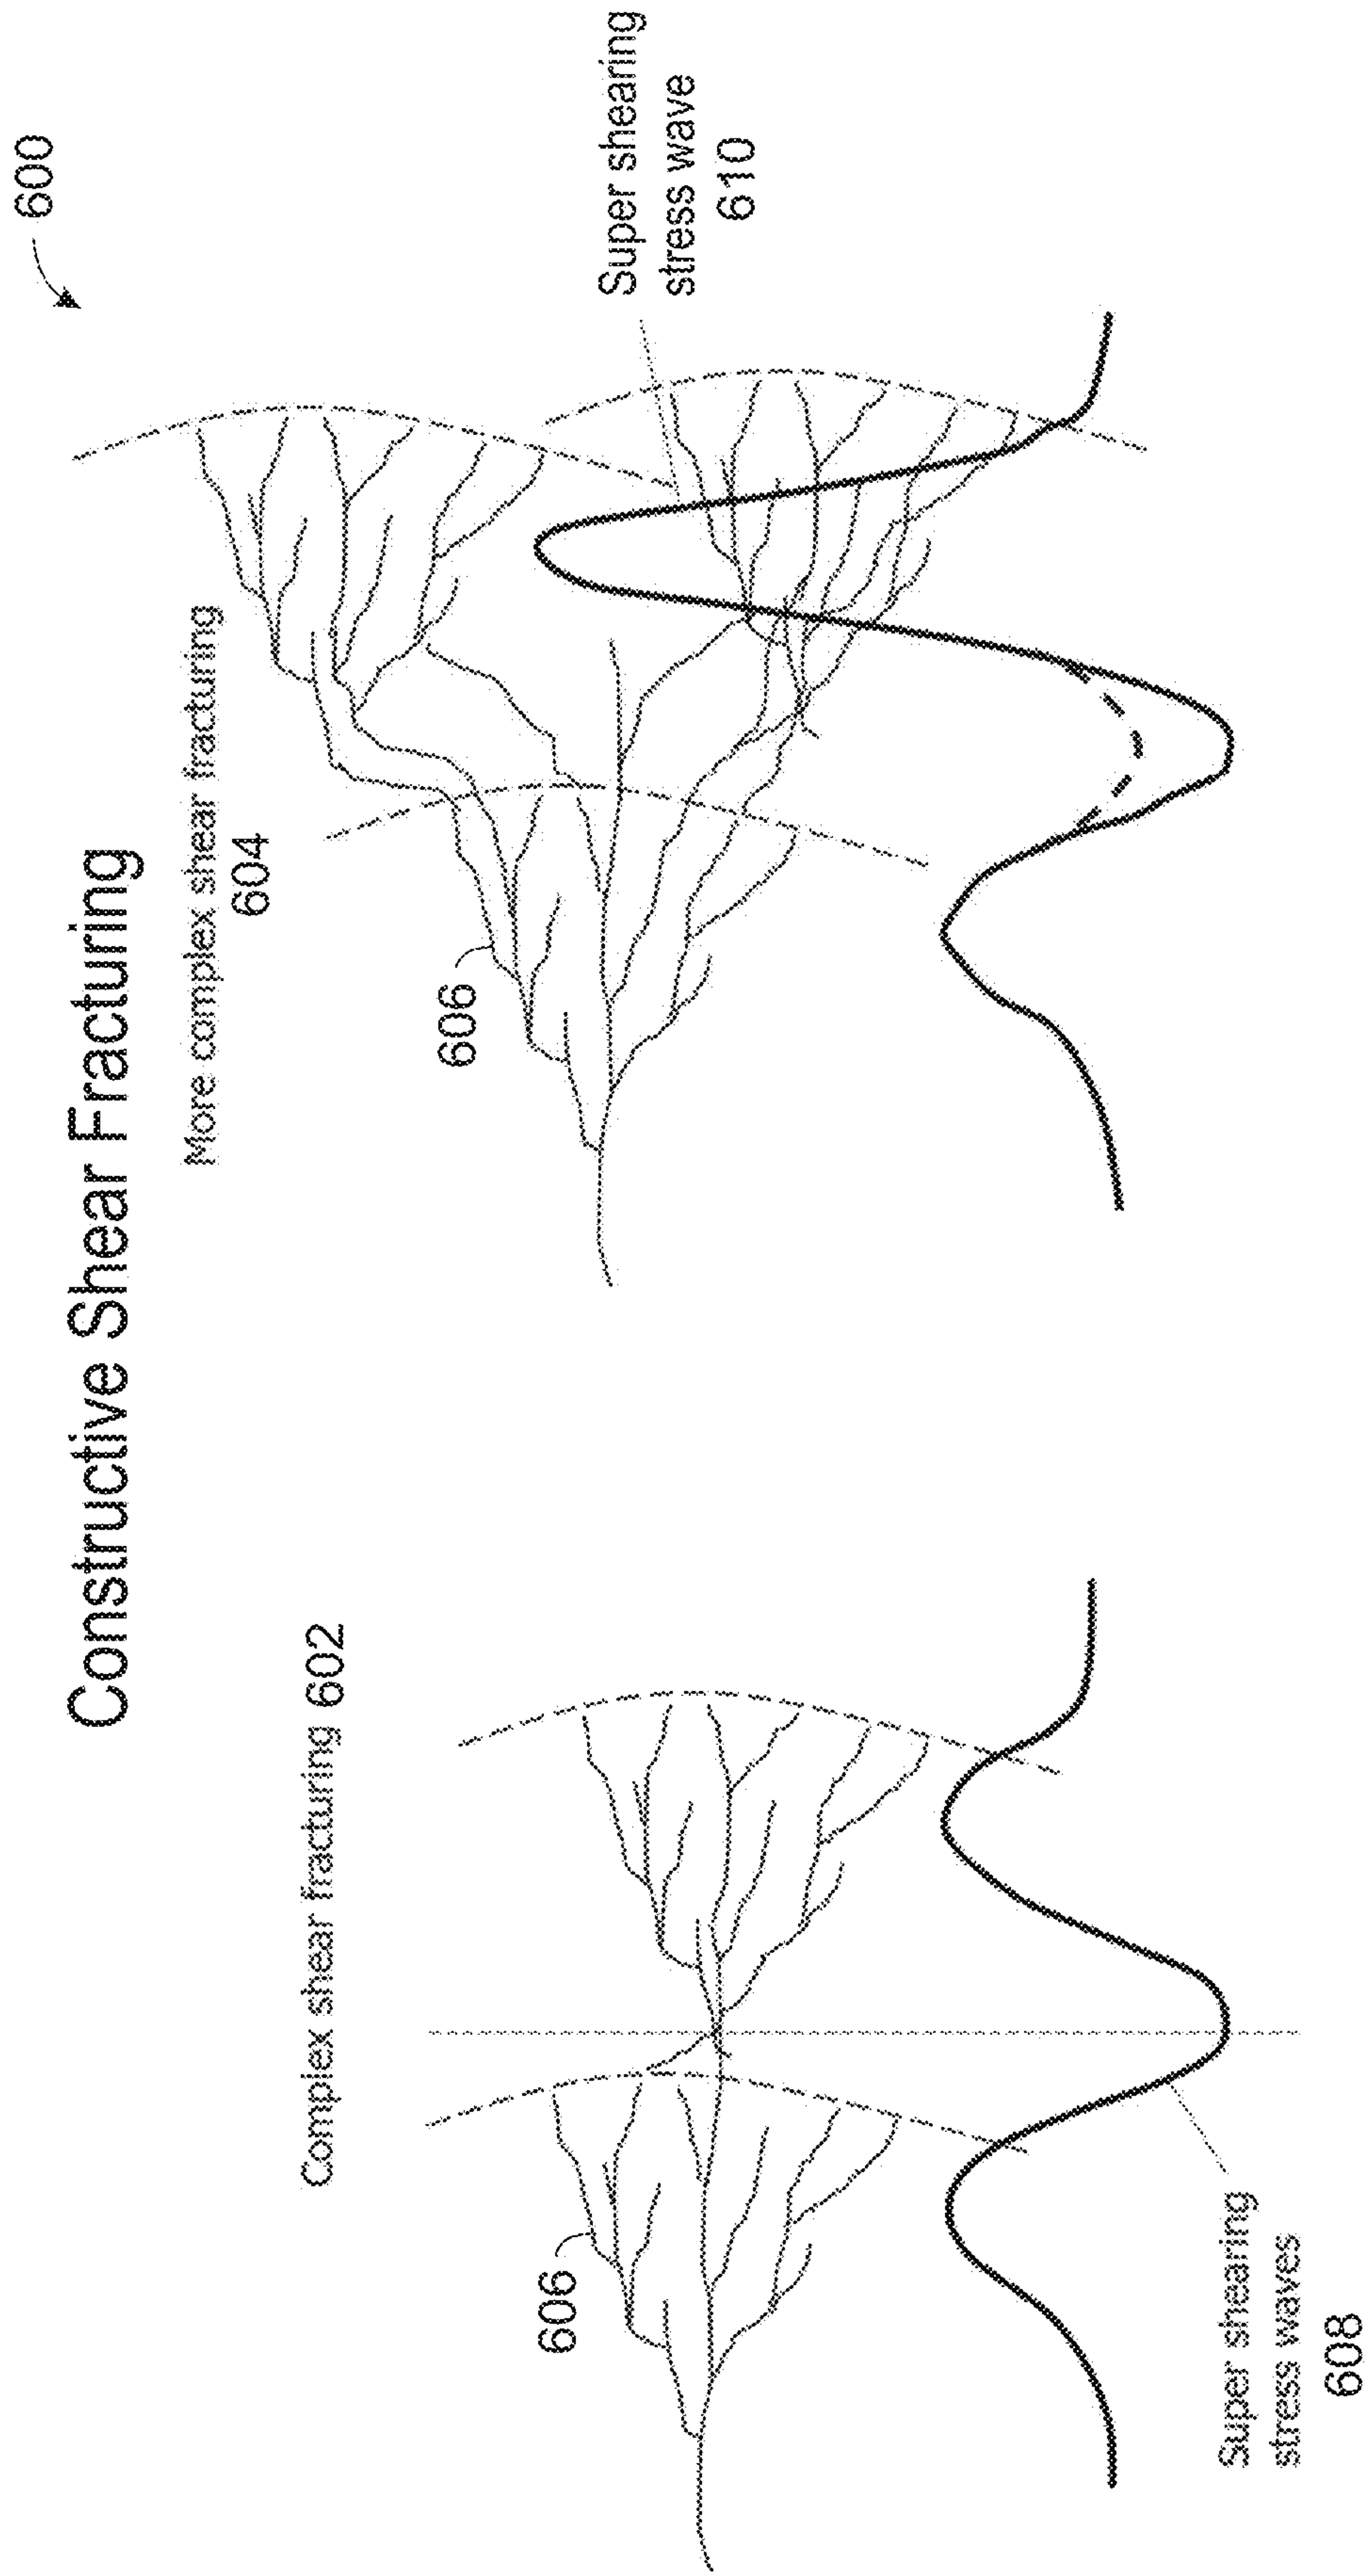 600
Constructive Shear Fracturing
Complex shear fracturing 602
More complex shear fracturing
604
606
606
Super shearing
stress waves
608
Super shearing
stress wave
610